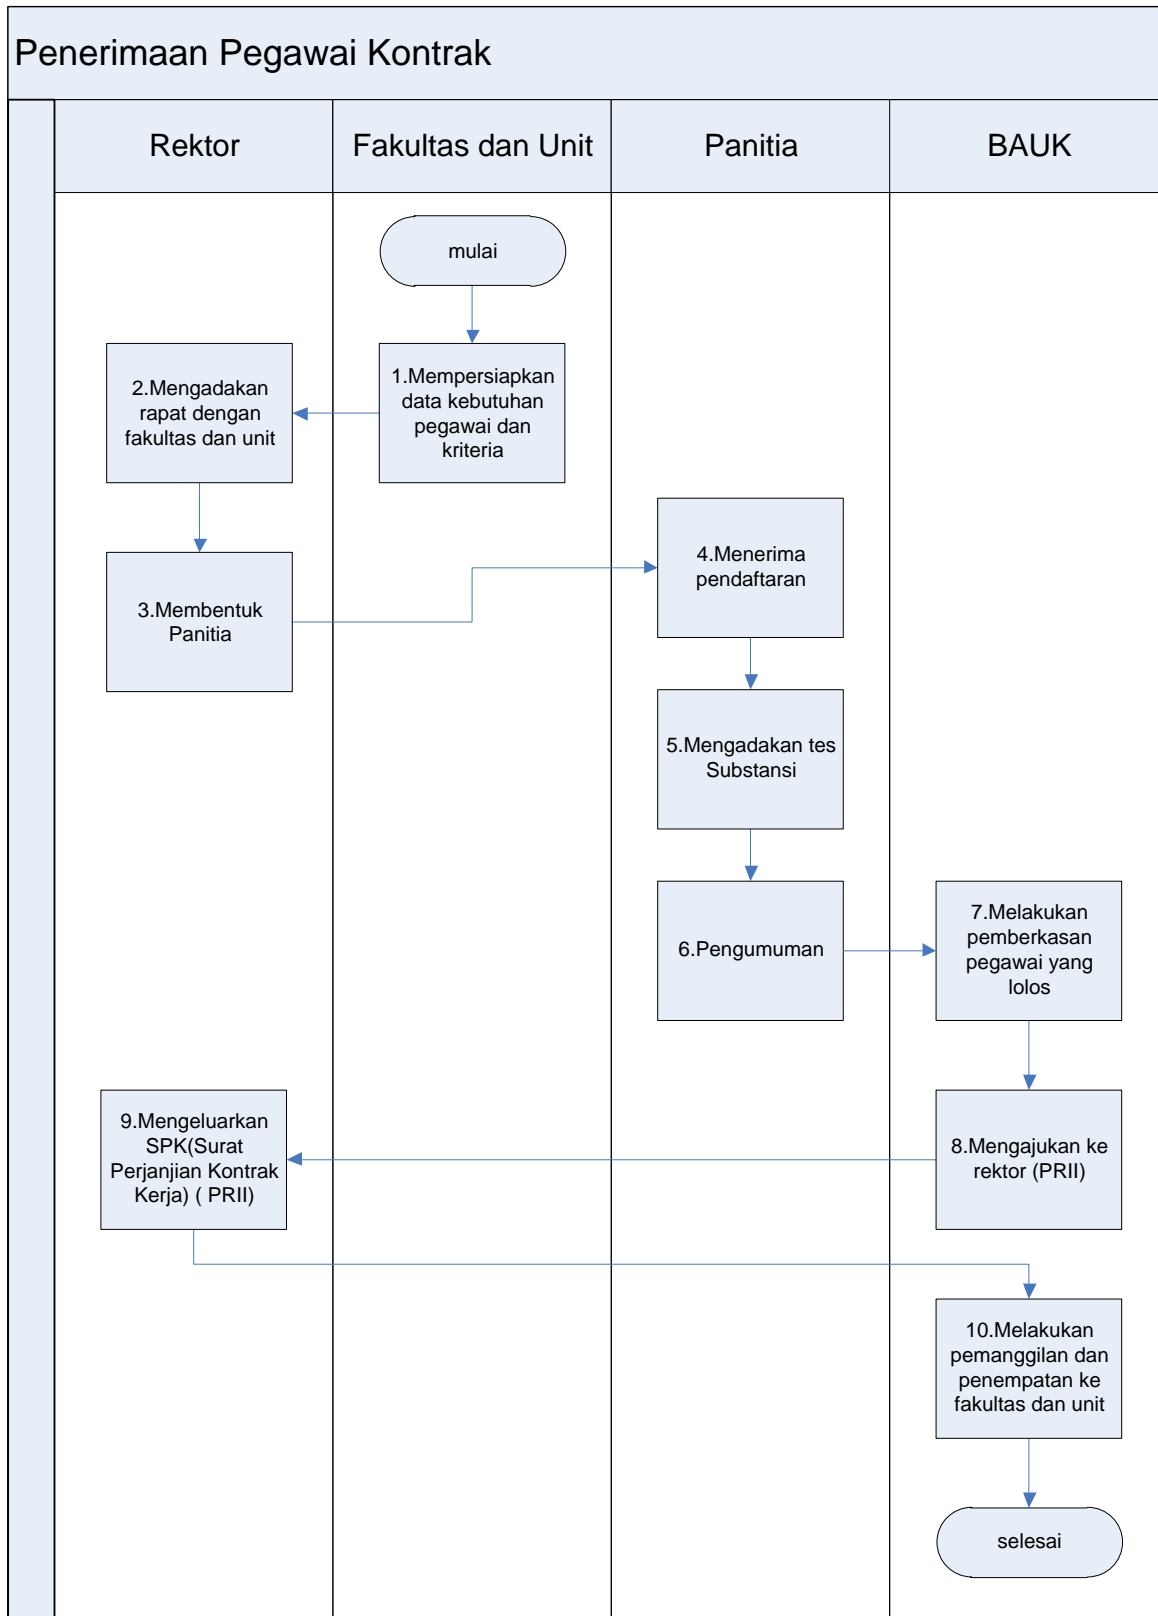 Penerimaan Pegawai Kontrak
Rektor
Fakultas dan Unit
Panitia
BAUK
mulai
1.Mempersiapkan
data kebutuhan
pegawai dan
kriteria
2.Mengadakan
rapat dengan
fakultas dan unit
3.Membentuk
Panitia
4.Menerima
pendaftaran
5.Mengadakan tes
Substansi
6.Pengumuman
7.Melakukan
pemberkasan
pegawai yang
lolos
8.Mengajukan ke
rektor (PRII)
9.Mengeluarkan
SPK(Surat
Perjanjian Kontrak
Kerja) ( PRII)
10.Melakukan
pemanggilan dan
penempatan ke
fakultas dan unit
selesai